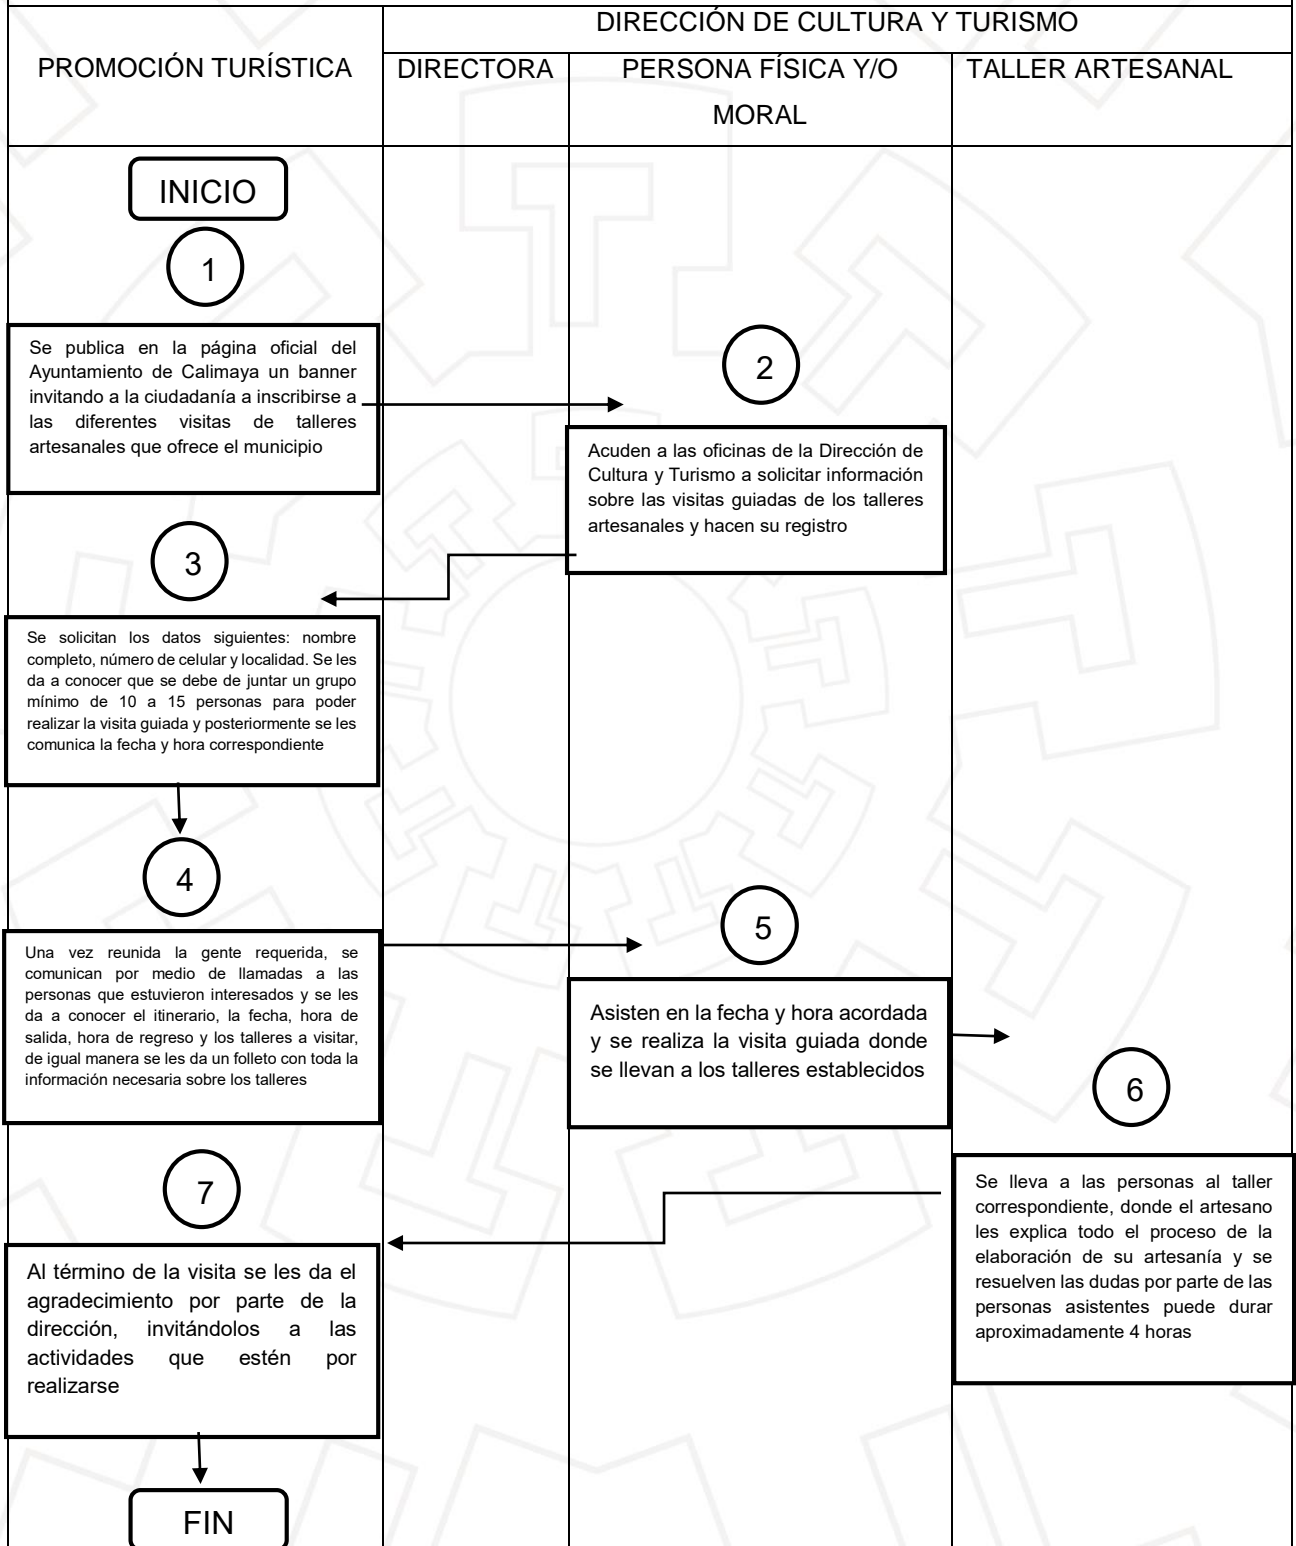 DIRECCIÓN DE CULTURA Y TURISMO
PROMOCIÓN TURÍSTICA
DIRECTORA
PERSONA FÍSICA Y/O
MORAL
TALLER ARTESANAL
INICIO
1
Se publica en la página oficial del
Ayuntamiento de Calimaya un banner
invitando a la ciudadanía a inscribirse a
las diferentes visitas de talleres
artesanales que ofrece el municipio
2
Acuden a las oficinas de la Dirección de
Cultura y Turismo a solicitar información
sobre las visitas guiadas de los talleres
artesanales y hacen su registro
3
Se solicitan los datos siguientes: nombre
completo, número de celular y localidad. Se les
da a conocer que se debe de juntar un grupo
mínimo de 10 a 15 personas para poder
realizar la visita guiada y posteriormente se les
comunica la fecha y hora correspondiente
4
Una vez reunida la gente requerida, se
comunican por medio de llamadas a las
personas que estuvieron interesados y se les
da a conocer el itinerario, la fecha, hora de
salida, hora de regreso y los talleres a visitar,
de igual manera se les da un folleto con toda la
información necesaria sobre los talleres
5
Asisten en la fecha y hora acordada
y se realiza la visita guiada donde
se llevan a los talleres establecidos
6
Se lleva a las personas al taller
correspondiente, donde el artesano
les explica todo el proceso de la
elaboración de su artesanía y se
resuelven las dudas por parte de las
personas asistentes puede durar
aproximadamente 4 horas
7
Al término de la visita se les da el
agradecimiento por parte de la
dirección, invitándolos a las
actividades que estén por
realizarse
FIN